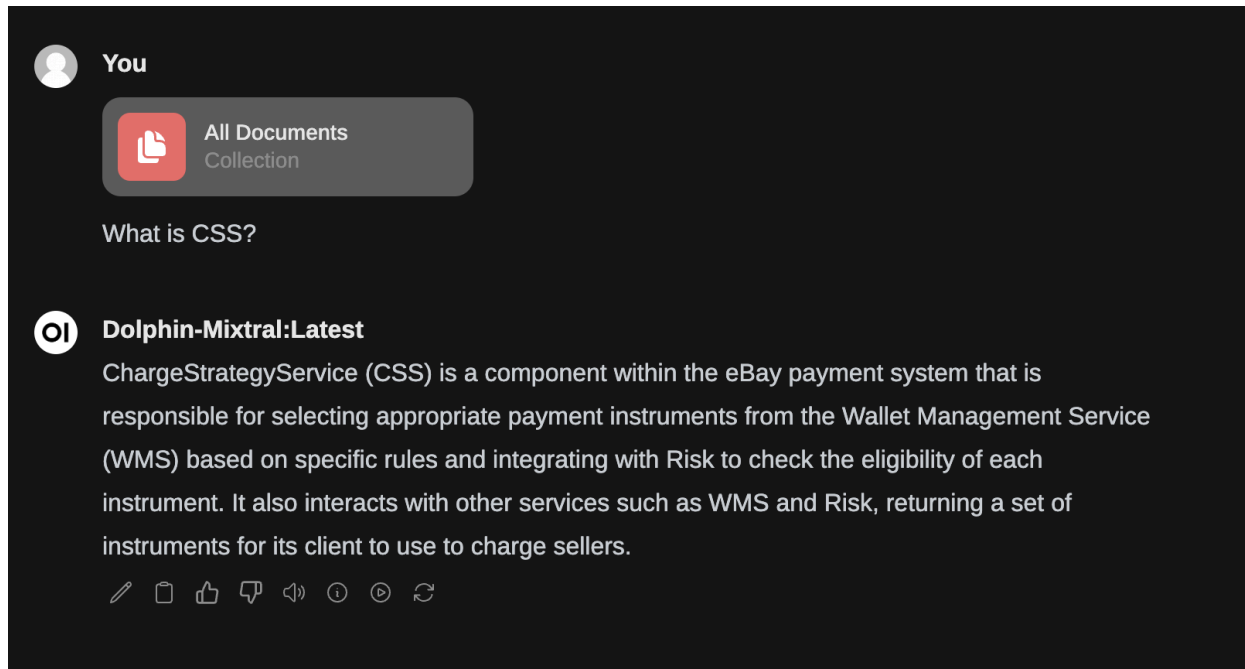 You
All Documents
Collection
What is CSS?
OI
Dolphin-Mixtral:Latest
ChargeStrategyService (CSS) is a component within the eBay payment system that is
responsible for selecting appropriate payment instruments from the Wallet Management Service
(WMS) based on specific rules and integrating with Risk to check the eligibility of each
instrument. It also interacts with other services such as WMS and Risk, returning a set of
instruments for its client to use to charge sellers.